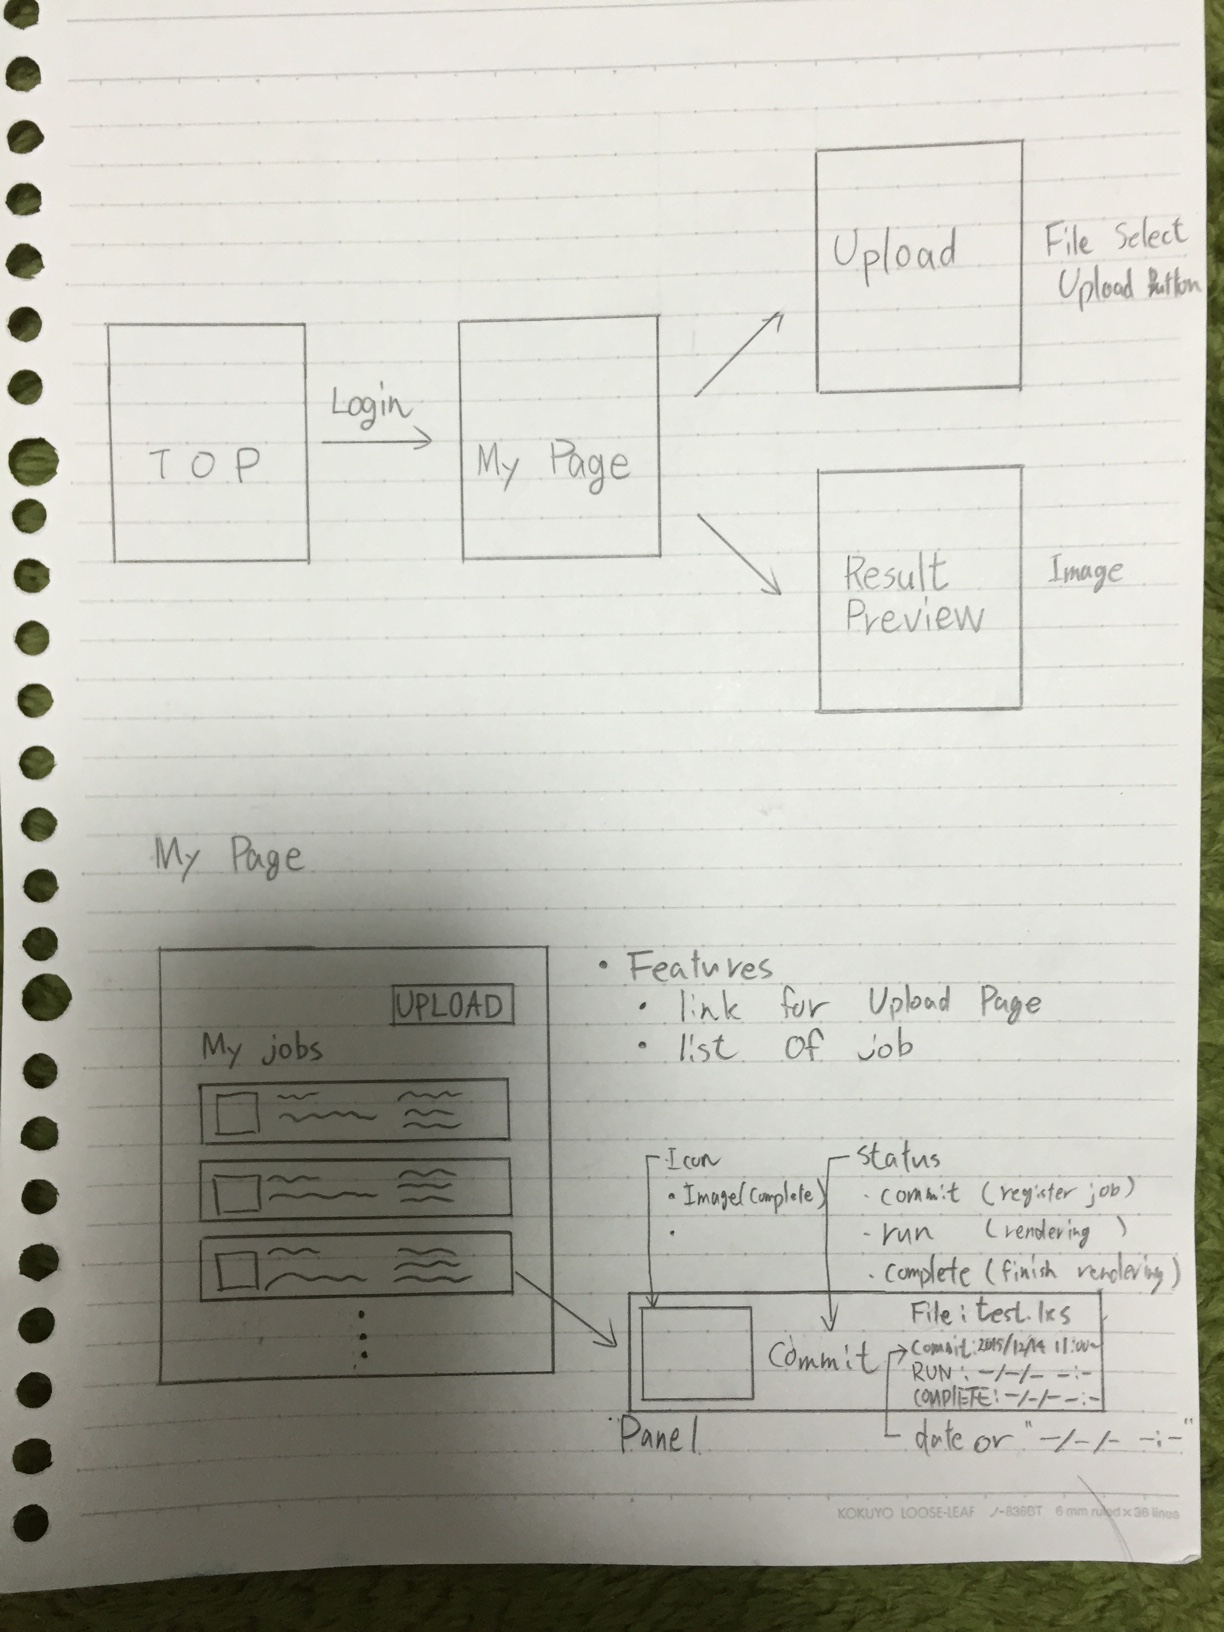 Upload
File Select
Upload Button
Login
TOP
My Page
Result
Preview
Image
My Page
UPLOAD
My jobs
• Features
• link for Upload Page
• list of job
Icon
• Image(complete)
•
status
· commit (register job)
· run (rendering)
· complete (finish rendering)
Commit
File : test.lxs
Commit:2015/12/14 11:00~
RUN : -/-/- -:-
COMPLETE:-/-/- -:-
Panel
date or "-/-/- -:-"
KOKUYO LOOSE-LEAF ノ-836BT 6 mm ruled×36 lines